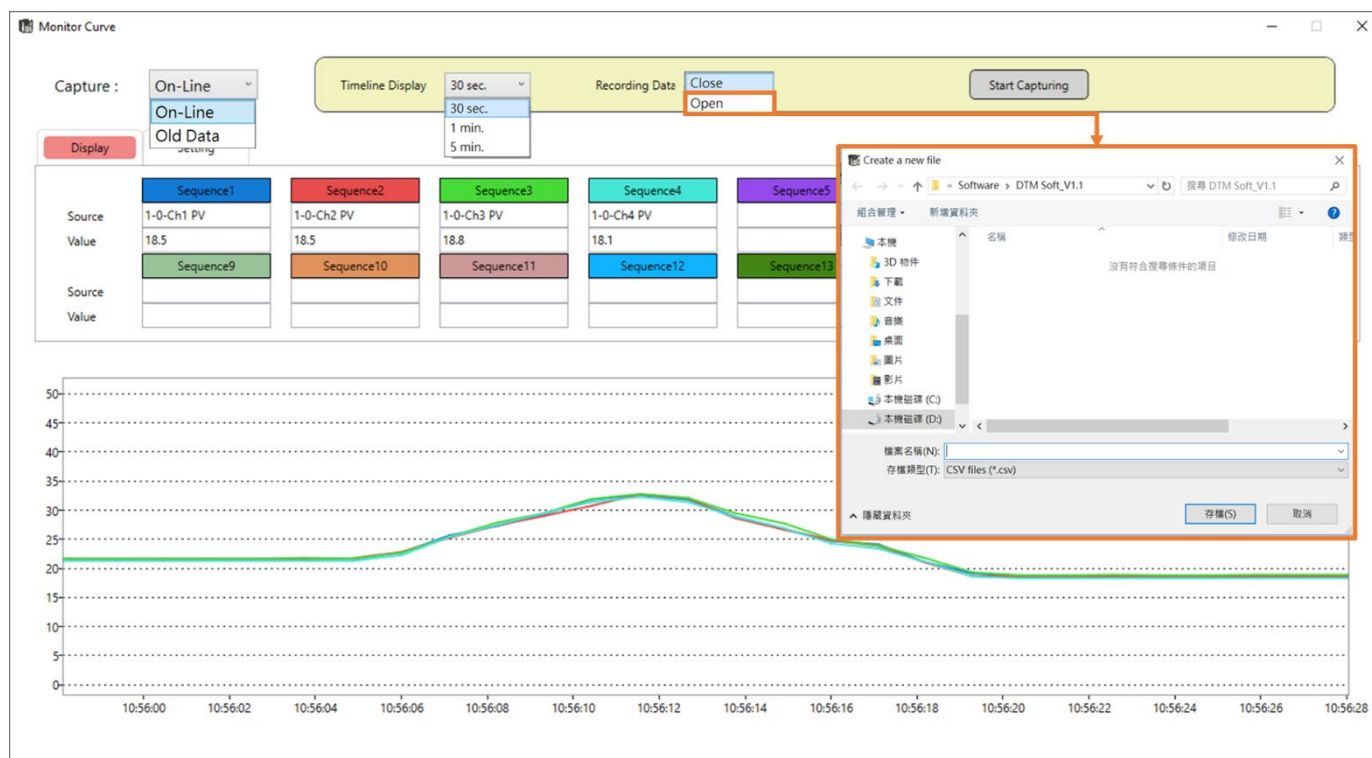 Monitor Curve
Capture :
On-Line
On-Line
Old Data
Timeline Display
30 sec.
30 sec.
1 min.
5 min.
Recording Data
Close
Open
Start Capturing
Display
Setting
Sequence1 Sequence2 Sequence3 Sequence4 Sequence5
Source 1-0-Ch1 PV 1-0-Ch2 PV 1-0-Ch3 PV 1-0-Ch4 PV
Value 18.5 18.5 18.8 18.1
Sequence9 Sequence10 Sequence11 Sequence12 Sequence13
Source
Value
Create a new file
« Software › DTM Soft_V1.1
搜尋 DTM Soft_V1.1
組合管理 新增資料夾
名稱 修改日期
沒有符合搜尋條件的項目
本機
3D 物件
下載
文件
音樂
桌面
圖片
影片
本機磁碟 (C:)
本機磁碟 (D:)
檔案名稱(N):
存檔類型(T): CSV files (*.csv)
隱藏資料夾
存檔(S) 取消
50
45
40
35
30
25
20
15
10
5
0
10:56:00 10:56:02 10:56:04 10:56:06 10:56:08 10:56:10 10:56:12 10:56:14 10:56:16 10:56:18 10:56:20 10:56:22 10:56:24 10:56:26 10:56:28